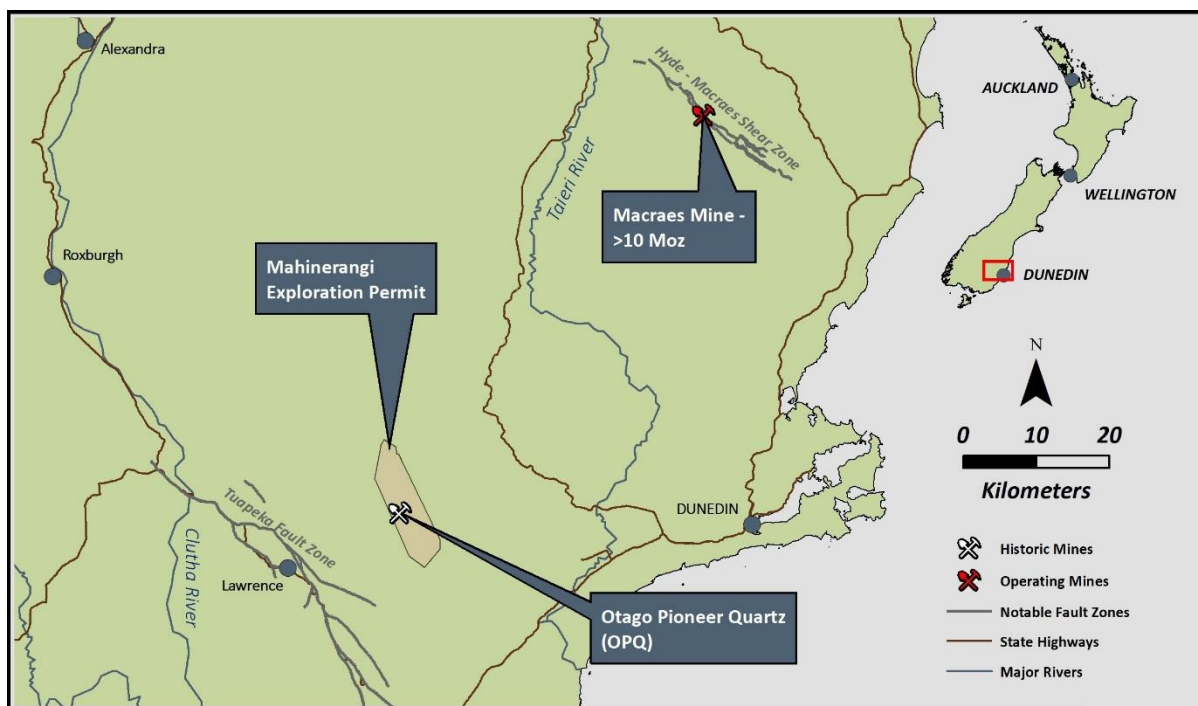 Alexandra
Hyde - Macraes Shear Zone
AUCKLAND
Taieri River
WELLINGTON
Macraes Mine -
>10 Moz
Roxburgh
Mahinerangi
Exploration Permit
DUNEDIN
N
0 10 20
Kilometers
Tuapeka Fault Zone
DUNEDIN
Clutha River
Lawrence
Historic Mines
Operating Mines
Otago Pioneer Quartz
(OPQ)
Notable Fault Zones
State Highways
Major Rivers